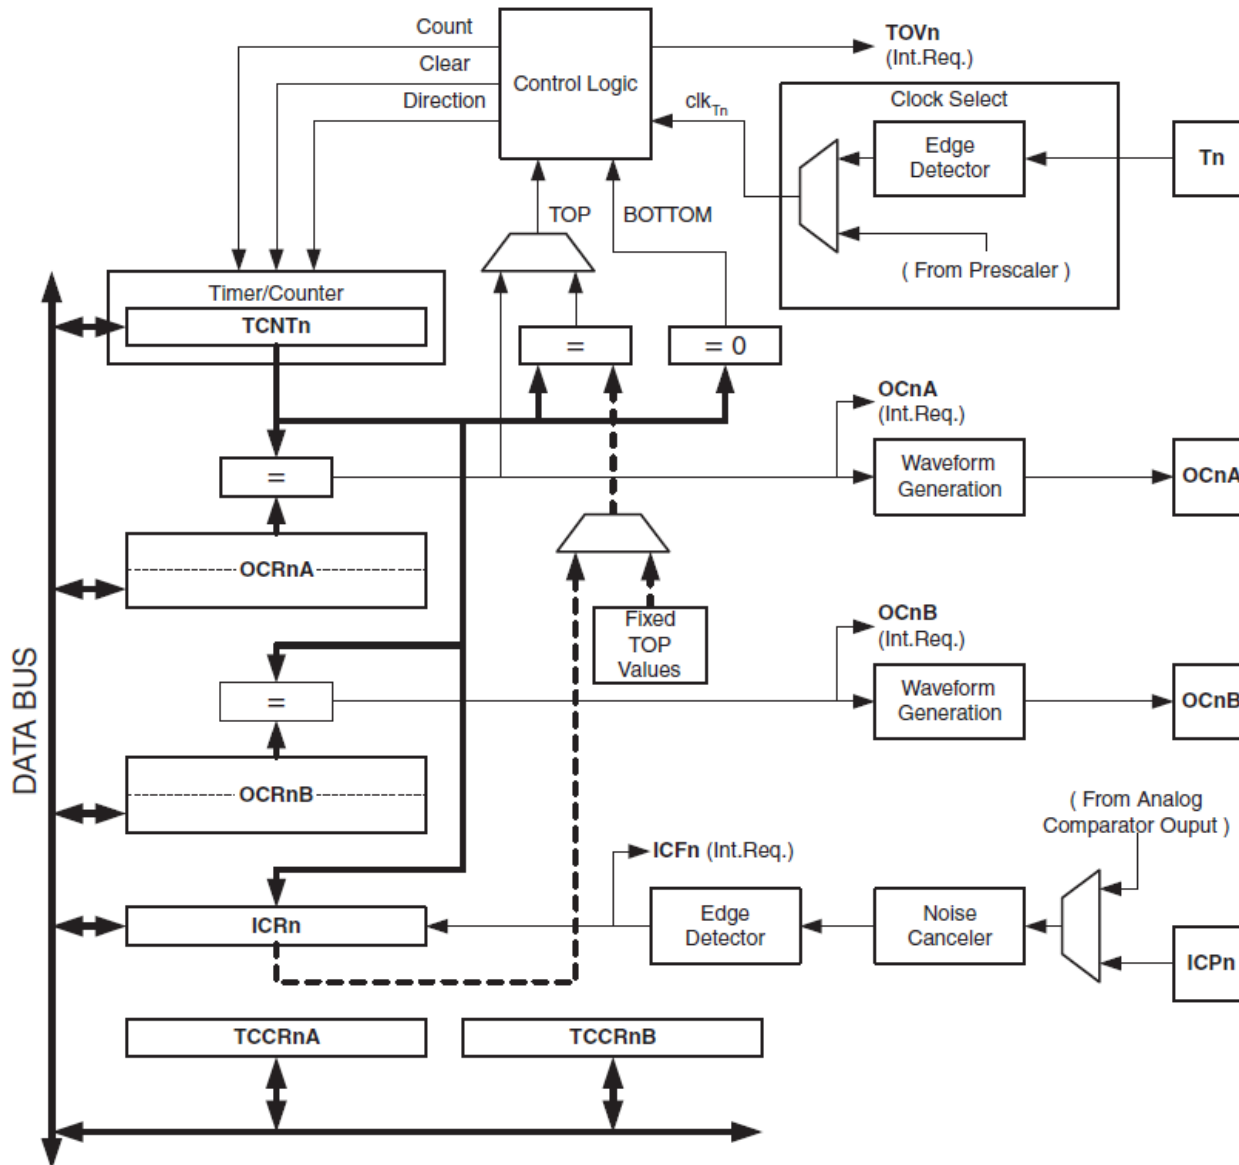 Count
Clear
Direction
Control Logic
TOVn
(Int.Req.)
clkTn
Clock Select
Edge
Detector
Tn
( From Prescaler )
TOP
BOTTOM
Timer/Counter
TCNTn
=
= 0
OCnA
(Int.Req.)
=
Waveform
Generation
OCnA
OCRnA
Fixed
TOP
Values
OCnB
(Int.Req.)
=
Waveform
Generation
OCnB
OCRnB
DATA BUS
( From Analog
Comparator Ouput )
ICFn (Int.Req.)
ICRn
Edge
Detector
Noise
Canceler
ICPn
TCCRnA
TCCRnB